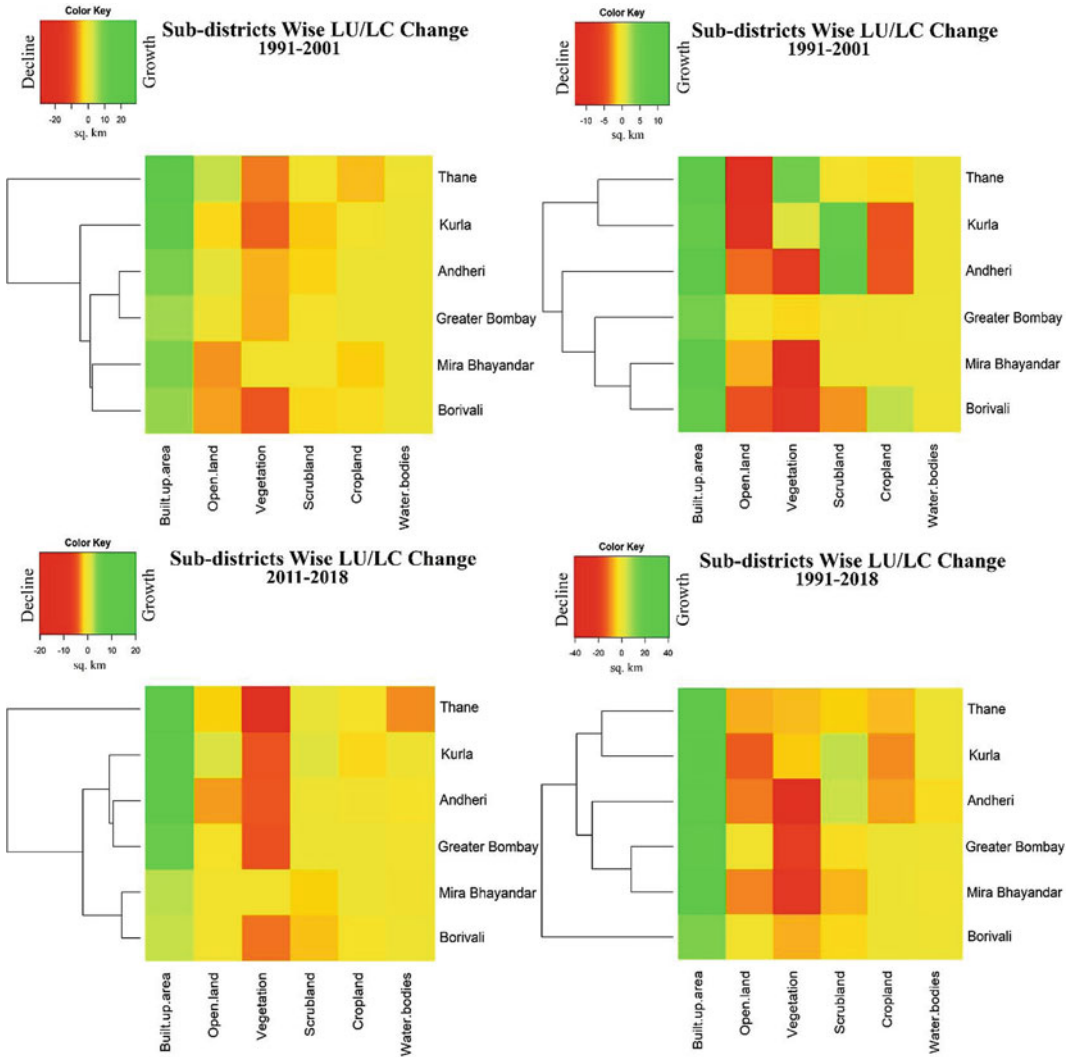 Color Key
Decline
Growth
-20 0 20
sq. km
Sub-districts Wise LU/LC Change
1991-2001
Thane
Kurla
Andheri
Greater Bombay
Mira Bhayandar
Borivali
Built.up.area
Open.land
Vegetation
Scrubland
Cropland
Water.bodies
Color Key
Decline
Growth
-10 -5 0 5 10
sq. km
Sub-districts Wise LU/LC Change
1991-2001
Thane
Kurla
Andheri
Greater Bombay
Mira Bhayandar
Borivali
Built.up.area
Open.land
Vegetation
Scrubland
Cropland
Water.bodies
Color Key
Decline
Growth
-20 -10 0 10 20
sq. km
Sub-districts Wise LU/LC Change
2011-2018
Thane
Kurla
Andheri
Greater Bombay
Mira Bhayandar
Borivali
Built.up.area
Open.land
Vegetation
Scrubland
Cropland
Water.bodies
Color Key
Decline
Growth
-40 -20 0 20 40
sq. km
Sub-districts Wise LU/LC Change
1991-2018
Thane
Kurla
Andheri
Greater Bombay
Mira Bhayandar
Borivali
Built.up.area
Open.land
Vegetation
Scrubland
Cropland
Water.bodies